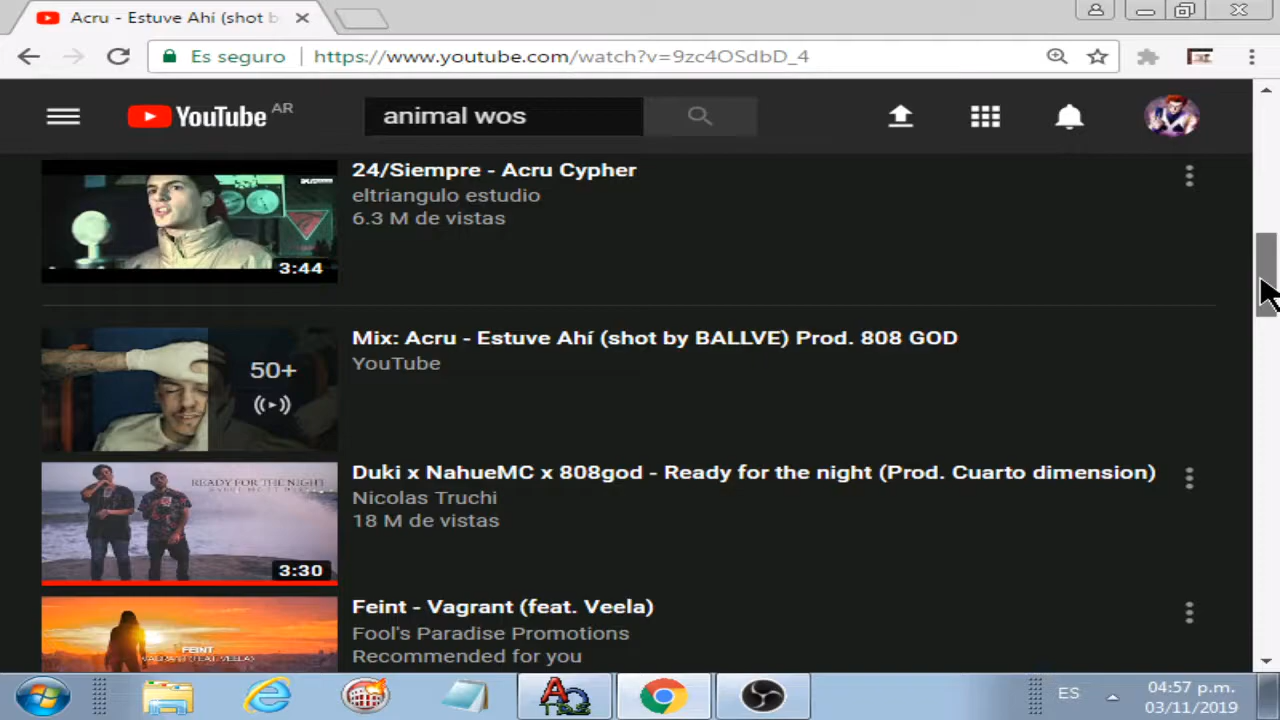 Acru - Estuve Ahí (shot b
Es seguro
https://www.youtube.com/watch?v=9zc4OSdbD_4
YouTube AR
animal wos
24/Siempre - Acru Cypher
eltriangulo estudio
6.3 M de vistas
3:44
Mix: Acru - Estuve Ahí (shot by BALLVE) Prod. 808 GOD
YouTube
50+
Duki x NahueMC x 808god - Ready for the night (Prod. Cuarto dimension)
Nicolas Truchi
18 M de vistas
READY FOR THE NIGHT
3:30
Feint - Vagrant (feat. Veela)
Fool's Paradise Promotions
Recommended for you
FEINT
VAGRANT (FEAT. VEELA)
ES
04:57 p.m.
03/11/2019